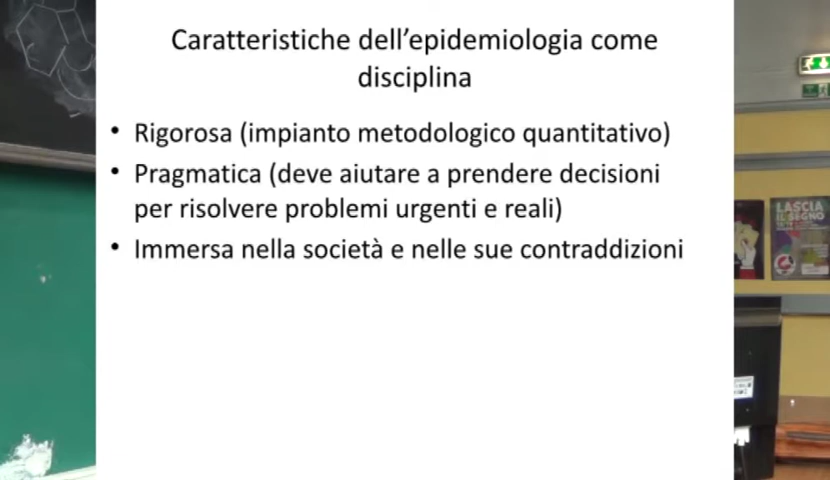 Caratteristiche dell'epidemiologia come
disciplina
• Rigorosa (impianto metodologico quantitativo)
• Pragmatica (deve aiutare a prendere decisioni
per risolvere problemi urgenti e reali)
• Immersa nella società e nelle sue contraddizioni
LASCIA
IL SEGNO